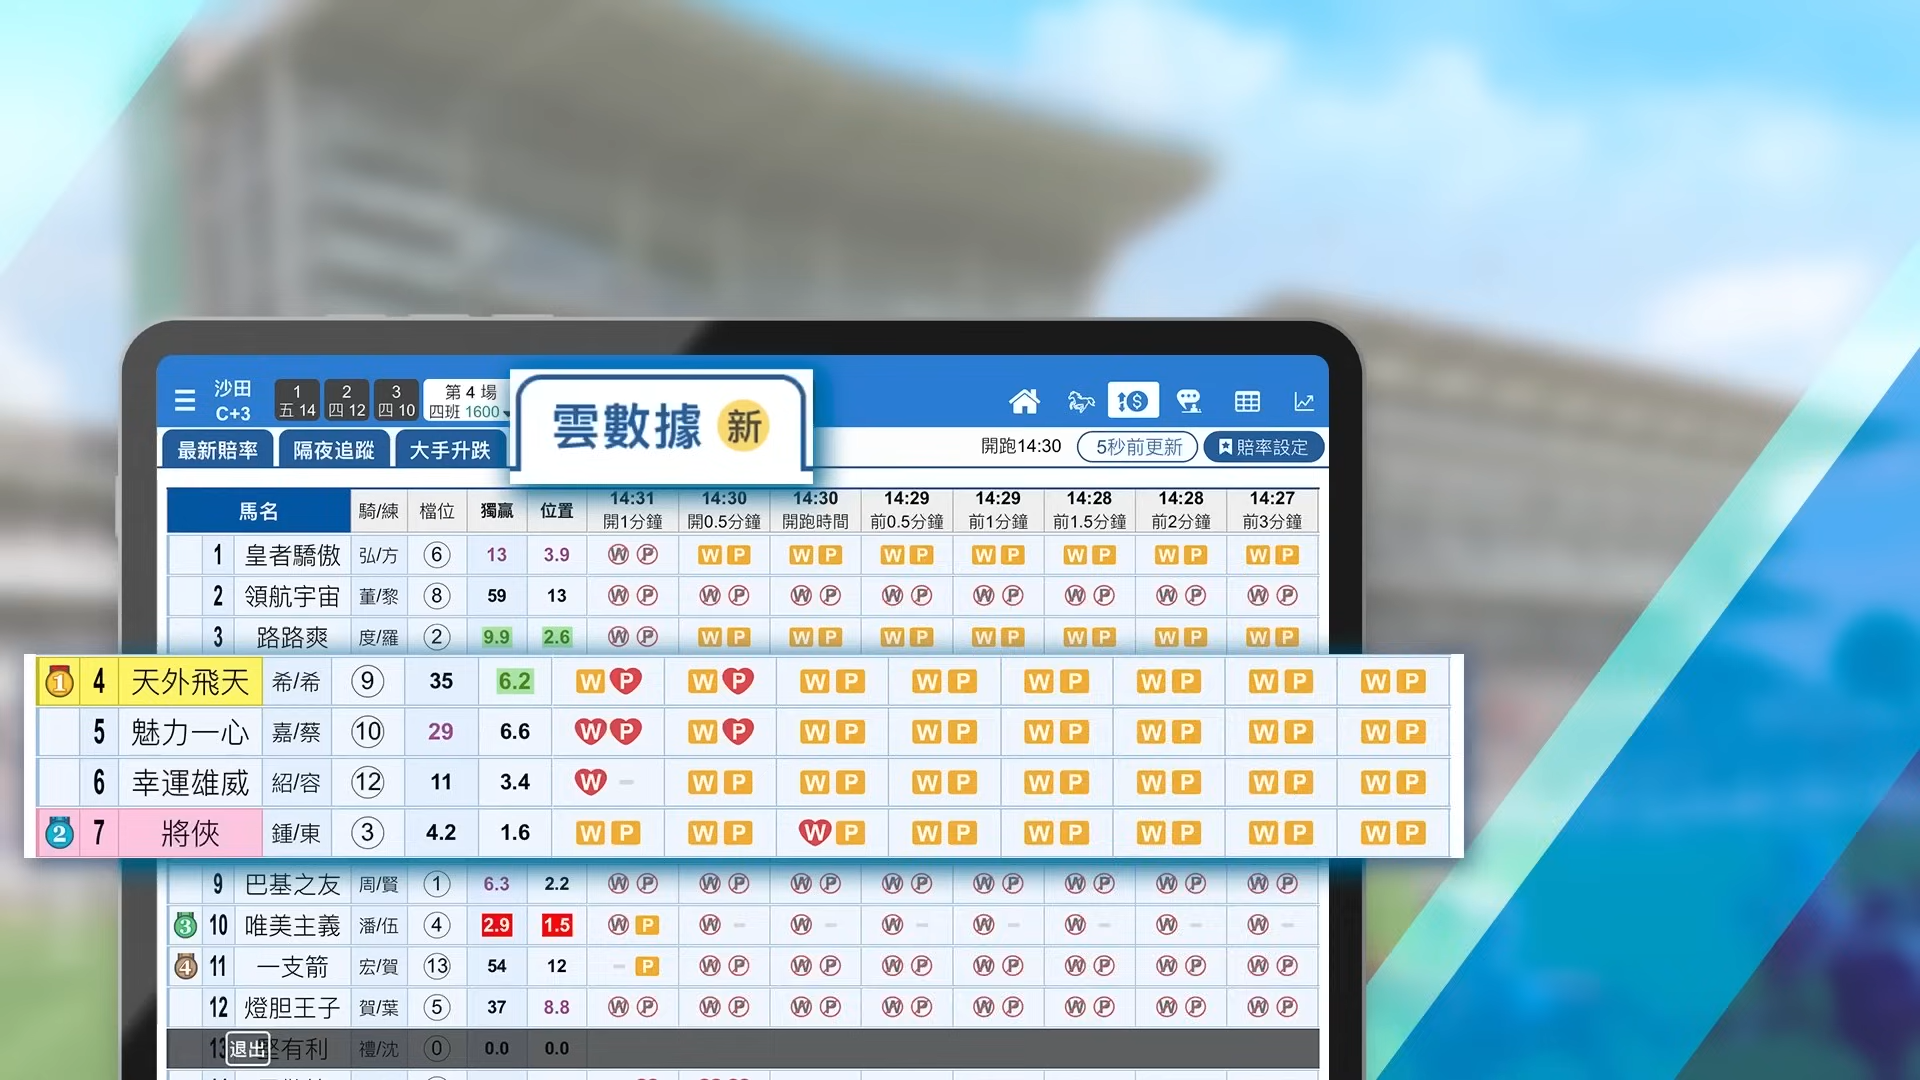 沙田
C+3
1
五 14
2
四 12
3
四 10
第 4 場
四班 1600
雲數據 新
最新賠率 隔夜追蹤 大手升跌
開跑14:30 5秒前更新 賠率設定
馬名 騎/練 檔位 獨贏 位置 14:31 14:30 14:30 14:29 14:29 14:28 14:28 14:27
開1分鐘 開0.5分鐘 開跑時間 前0.5分鐘 前1分鐘 前1.5分鐘 前2分鐘 前3分鐘
1 皇者驕傲 弘/方 6 13 3.9 W P W P W P W P W P W P W P W P
2 領航宇宙 董/黎 8 59 13 W P W P W P W P W P W P W P W P
3 路路爽 度/羅 2 9.9 2.6 W P W P W P W P W P W P W P W P
1 4 天外飛天 希/希 9 35 6.2 W P W P W P W P W P W P W P W P
5 魅力一心 嘉/蔡 10 29 6.6 W P W P W P W P W P W P W P W P
6 幸運雄威 紹/容 12 11 3.4 W – W P W P W P W P W P W P W P
2 7 將俠 鍾/東 3 4.2 1.6 W P W P W P W P W P W P W P W P
9 巴基之友 周/賢 1 6.3 2.2 W P W P W P W P W P W P W P W P
3 10 唯美主義 潘/伍 4 2.9 1.5 W P W – W – W – W – W – W – W –
4 11 一支箭 宏/賀 13 54 12 – P W P W P W P W P W P W P W P
12 燈胆王子 賀/葉 5 37 8.8 W P W P W P W P W P W P W P W P
13 退出 有利 禮/沈 0 0.0 0.0